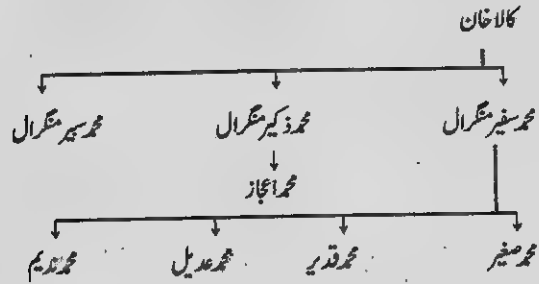 کالاخان
محمد سفیر منگرال محمد ذکیر منگرال محمد سبیر منگرال
محمد اعجاز
محمد صغیر محمد قدیر محمد عدیل محمد ندیم